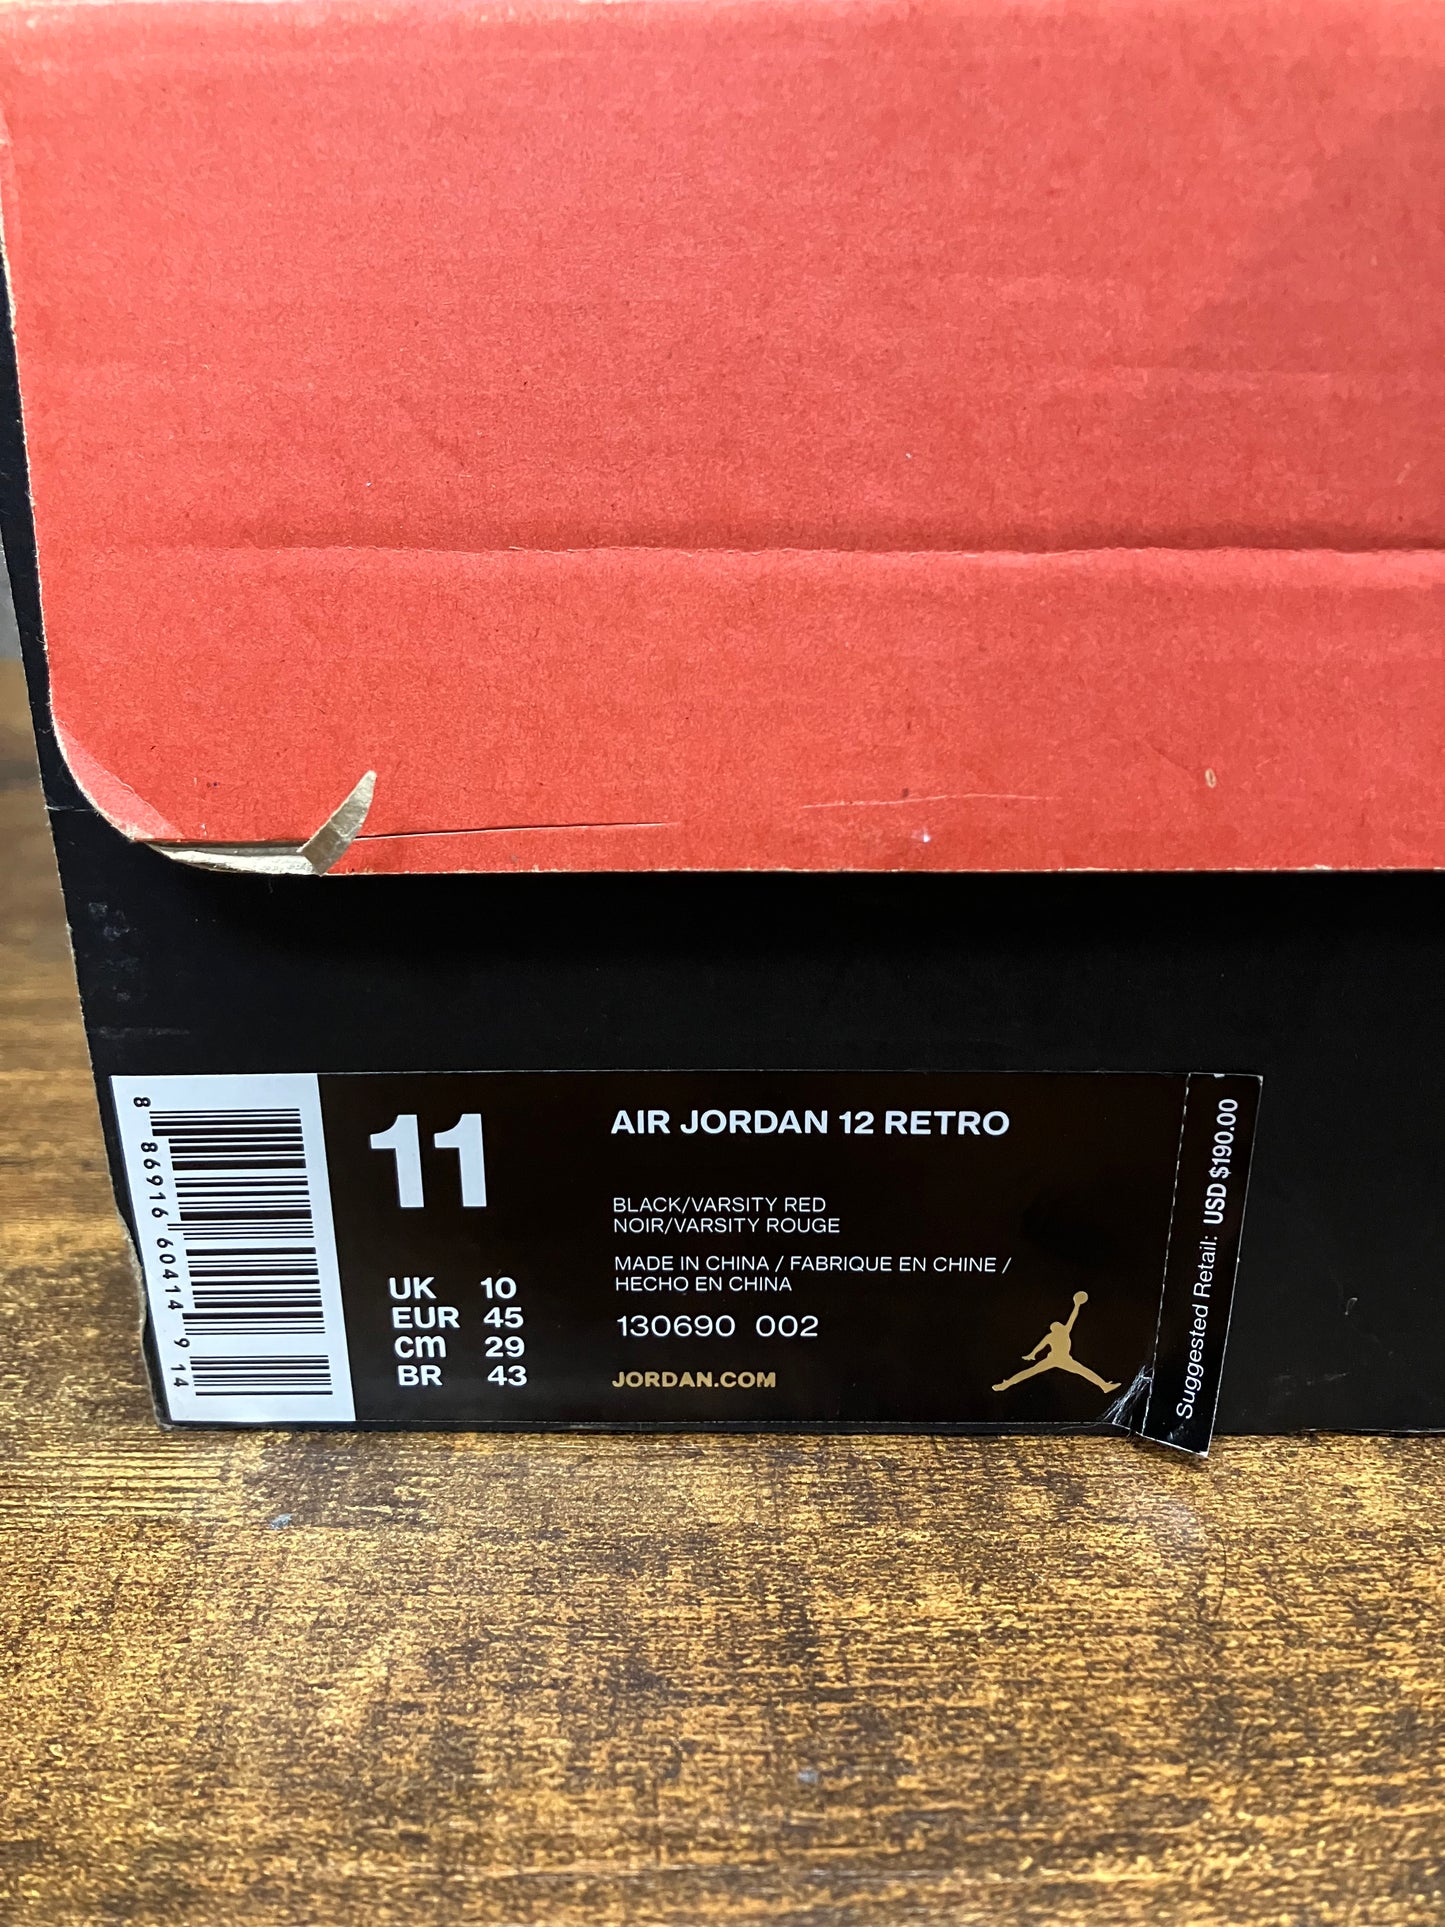 8 86916 60414 9 14
11
UK 10
EUR 45
cm 29
BR 43
AIR JORDAN 12 RETRO
BLACK/VARSITY RED
NOIR/VARSITY ROUGE
MADE IN CHINA / FABRIQUE EN CHINE /
HECHO EN CHINA
130690 002
JORDAN.COM
Suggested Retail: USD $190.00